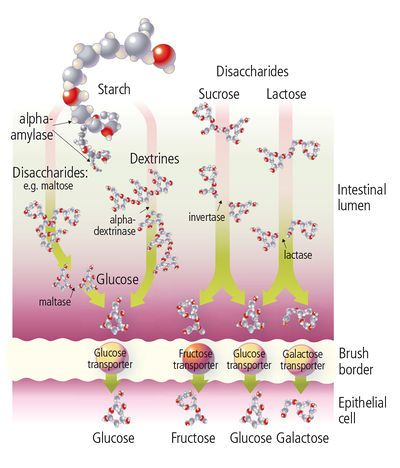 Disaccharides
Starch
Sucrose
Lactose
alpha-
amylase
Dextrines
Disaccharides:
e.g. maltose
Intestinal
lumen
alpha-
dextrinase
invertase
lactase
Glucose
maltase
Glucose
transporter
Fructose
transporter
Glucose
transporter
Galactose
transporter
Brush
border
Epithelial
cell
Glucose
Fructose
Glucose
Galactose